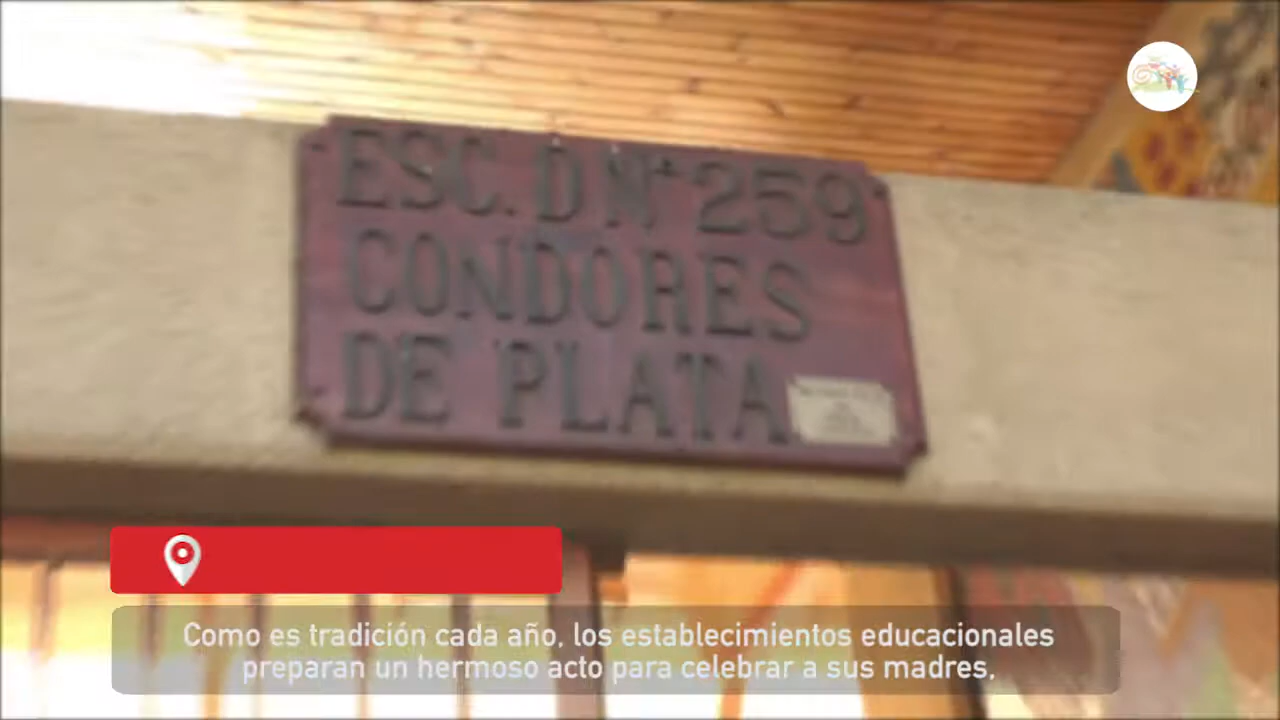 ESC. D Nº 259
CONDORES
DE PLATA
Como es tradición cada año, los establecimientos educacionales
preparan un hermoso acto para celebrar a sus madres,